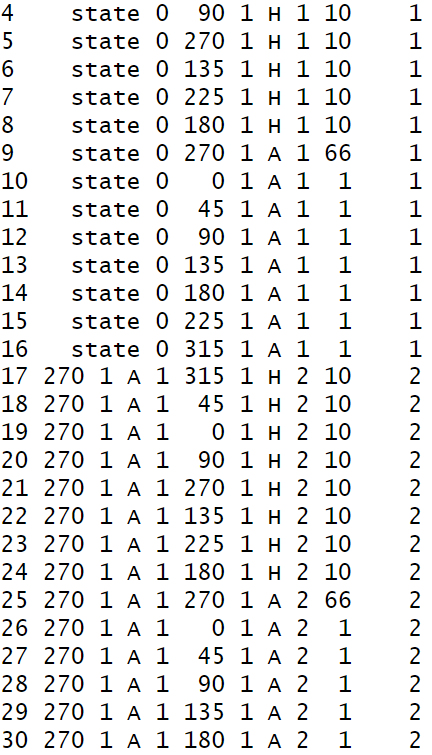 4 state 0 90 1 H 1 10 1
5 state 0 270 1 H 1 10 1
6 state 0 135 1 H 1 10 1
7 state 0 225 1 H 1 10 1
8 state 0 180 1 H 1 10 1
9 state 0 270 1 A 1 66 1
10 state 0 0 1 A 1 1 1
11 state 0 45 1 A 1 1 1
12 state 0 90 1 A 1 1 1
13 state 0 135 1 A 1 1 1
14 state 0 180 1 A 1 1 1
15 state 0 225 1 A 1 1 1
16 state 0 315 1 A 1 1 1
17 270 1 A 1 315 1 H 2 10 2
18 270 1 A 1 45 1 H 2 10 2
19 270 1 A 1 0 1 H 2 10 2
20 270 1 A 1 90 1 H 2 10 2
21 270 1 A 1 270 1 H 2 10 2
22 270 1 A 1 135 1 H 2 10 2
23 270 1 A 1 225 1 H 2 10 2
24 270 1 A 1 180 1 H 2 10 2
25 270 1 A 1 270 1 A 2 66 2
26 270 1 A 1 0 1 A 2 1 2
27 270 1 A 1 45 1 A 2 1 2
28 270 1 A 1 90 1 A 2 1 2
29 270 1 A 1 135 1 A 2 1 2
30 270 1 A 1 180 1 A 2 1 2